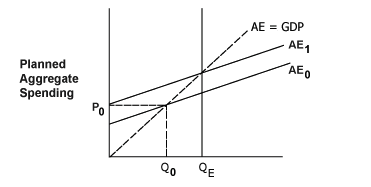 AE = GDP
AE1
Planned
Aggregate
Spending
AE0
P0
Q0
QE